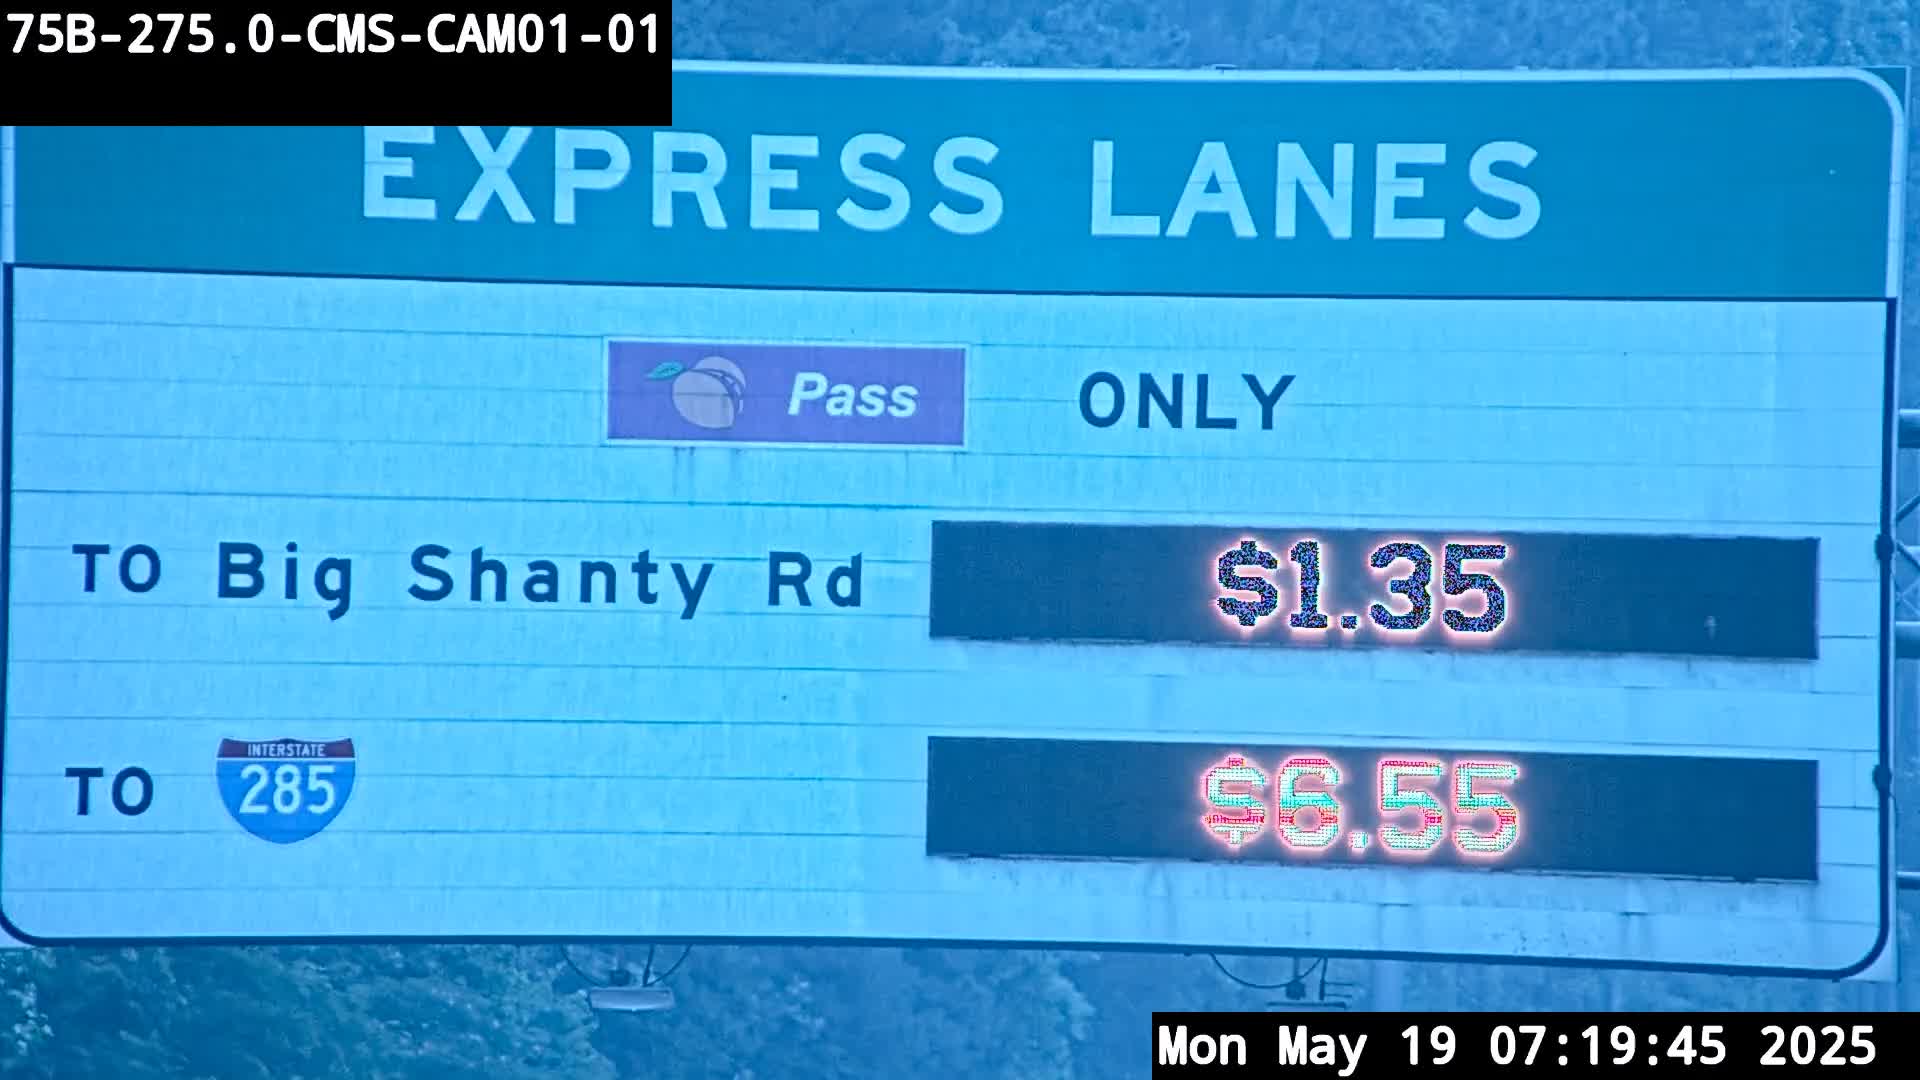 75B-275.0-CMS-CAM01-01
EXPRESS LANES
Pass ONLY
TO Big Shanty Rd $1.35
TO INTERSTATE 285 $6.55
Mon May 19 07:19:45 2025